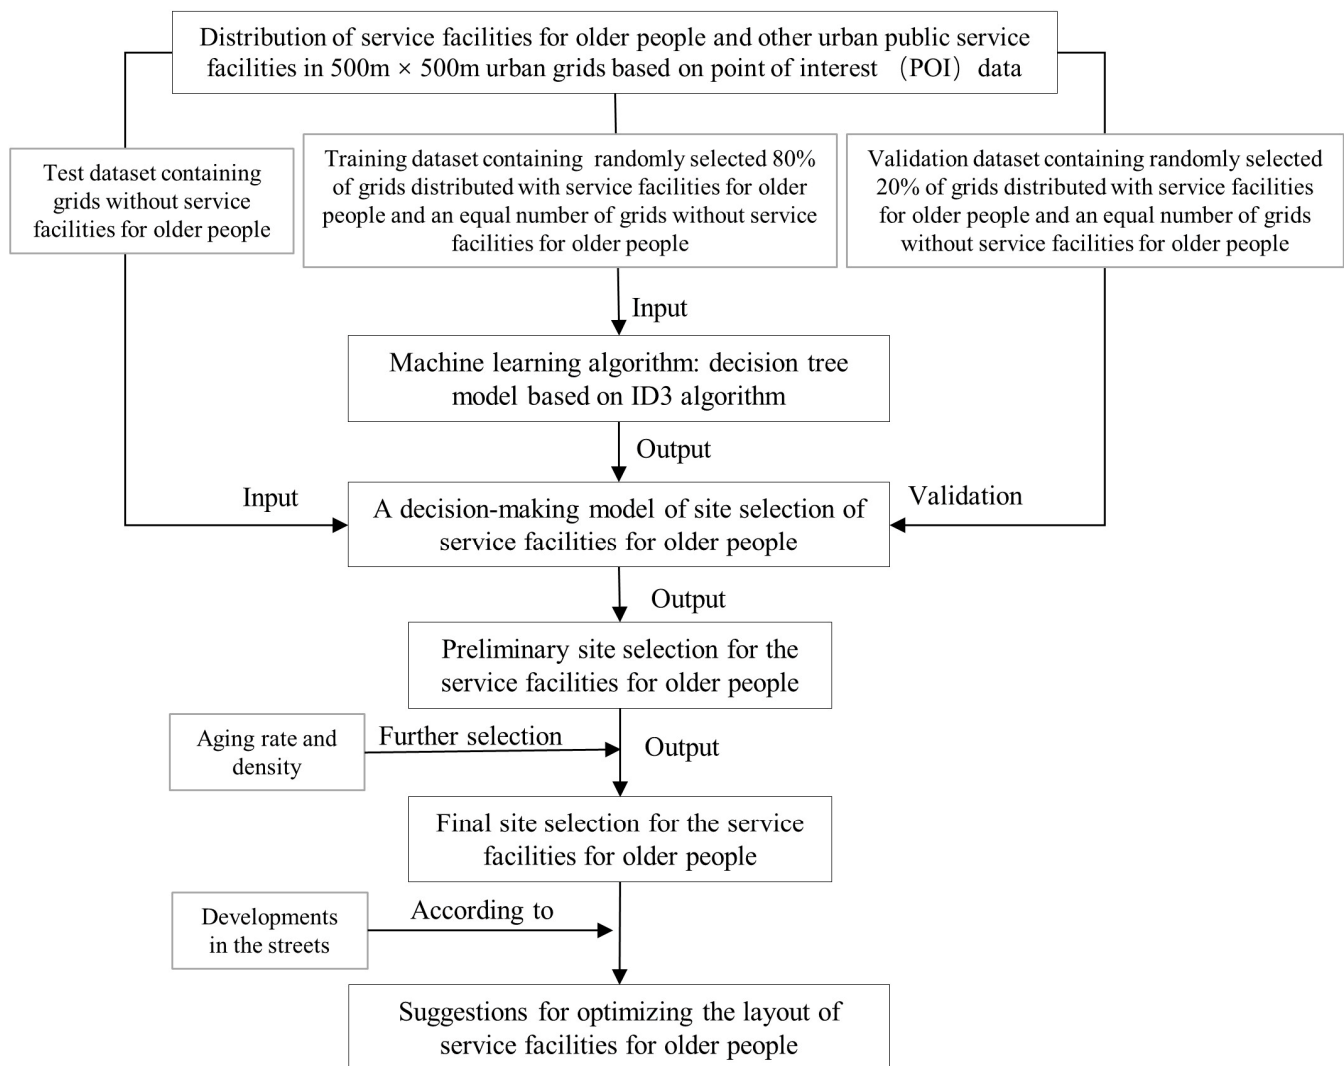 Distribution of service facilities for older people and other urban public service
facilities in 500m × 500m urban grids based on point of interest （POI）data
Test dataset containing
grids without service
facilities for older people
Training dataset containing randomly selected 80%
of grids distributed with service facilities for older
people and an equal number of grids without service
facilities for older people
Validation dataset containing randomly selected
20% of grids distributed with service facilities
for older people and an equal number of grids
without service facilities for older people
Input
Machine learning algorithm: decision tree
model based on ID3 algorithm
Output
Input
Validation
A decision-making model of site selection of
service facilities for older people
Output
Preliminary site selection for the
service facilities for older people
Aging rate and
density
Further selection
Output
Final site selection for the service
facilities for older people
Developments
in the streets
According to
Suggestions for optimizing the layout of
service facilities for older people